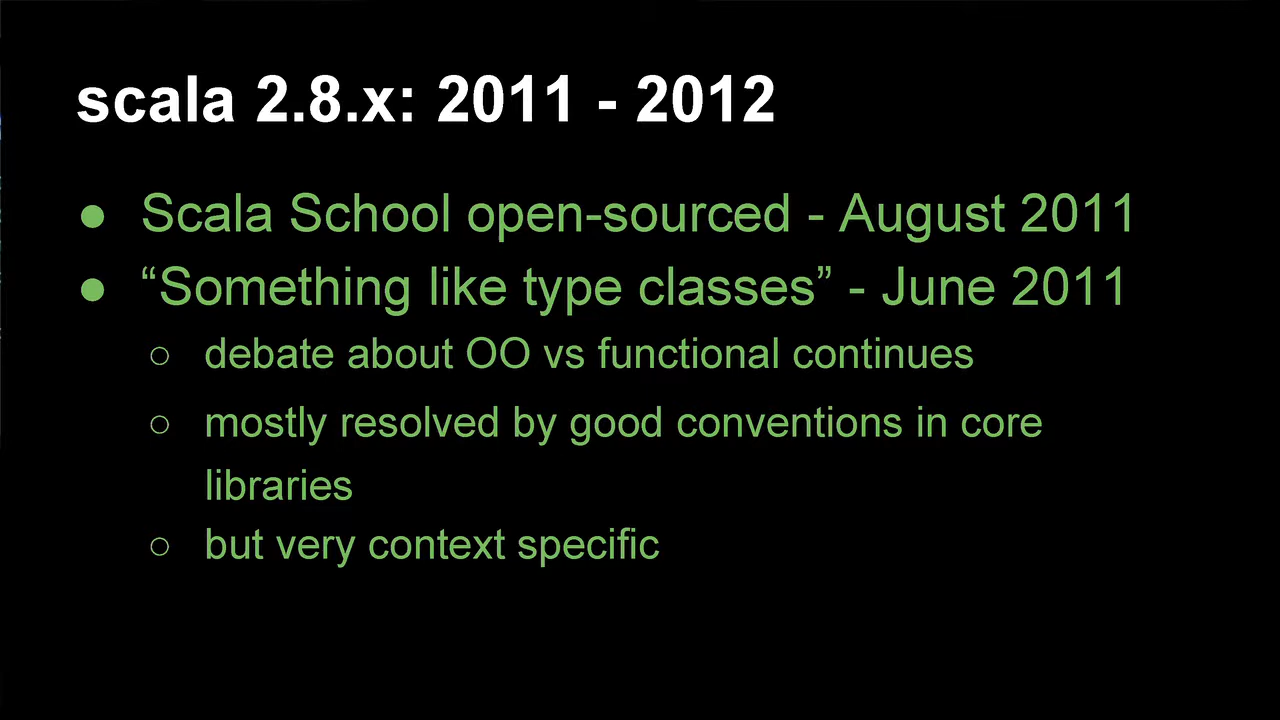 scala 2.8.x: 2011 - 2012
● Scala School open-sourced - August 2011
● “Something like type classes” - June 2011
○ debate about OO vs functional continues
○ mostly resolved by good conventions in core
libraries
○ but very context specific